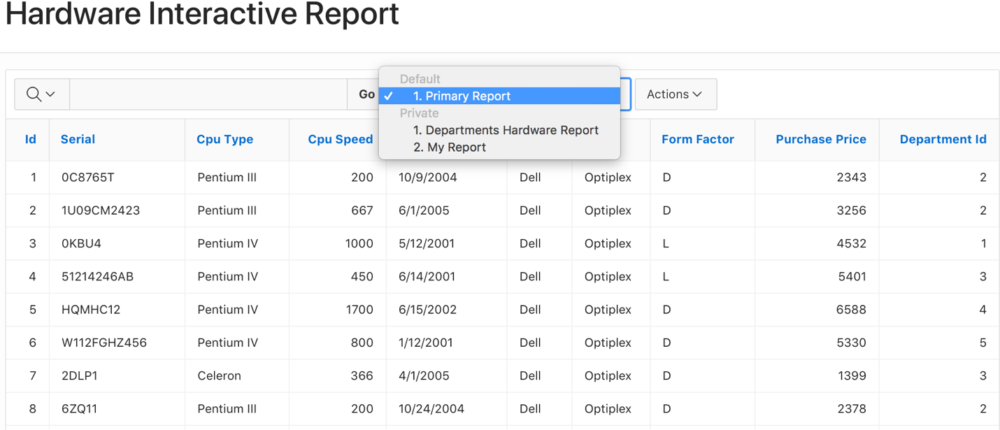 Hardware Interactive Report
Default
Go ✓ 1. Primary Report Actions
Private
1. Departments Hardware Report
2. My Report
Id Serial Cpu Type Cpu Speed Form Factor Purchase Price Department Id
1 0C8765T Pentium III 200 10/9/2004 Dell Optiplex D 2343 2
2 1U09CM2423 Pentium III 667 6/1/2005 Dell Optiplex D 3256 2
3 0KBU4 Pentium IV 1000 5/12/2001 Dell Optiplex L 4532 1
4 51214246AB Pentium IV 450 6/14/2001 Dell Optiplex L 5401 3
5 HQMHC12 Pentium IV 1700 6/15/2002 Dell Optiplex D 6588 4
6 W112FGHZ456 Pentium IV 800 1/12/2001 Dell Optiplex D 5330 5
7 2DLP1 Celeron 366 4/1/2005 Dell Optiplex D 1399 3
8 6ZQ11 Pentium III 200 10/24/2004 Dell Optiplex D 2378 2